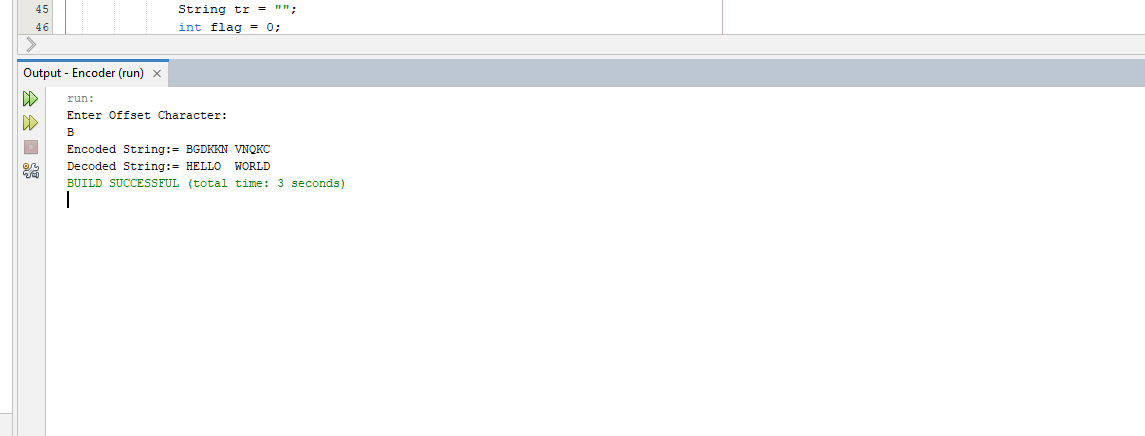 45 String tr = "";
46 int flag = 0;
Output - Encoder (run) ×
run:
Enter Offset Character:
B
Encoded String:= BGDKKN VNQKC
Decoded String:= HELLO  WORLD
BUILD SUCCESSFUL (total time: 3 seconds)